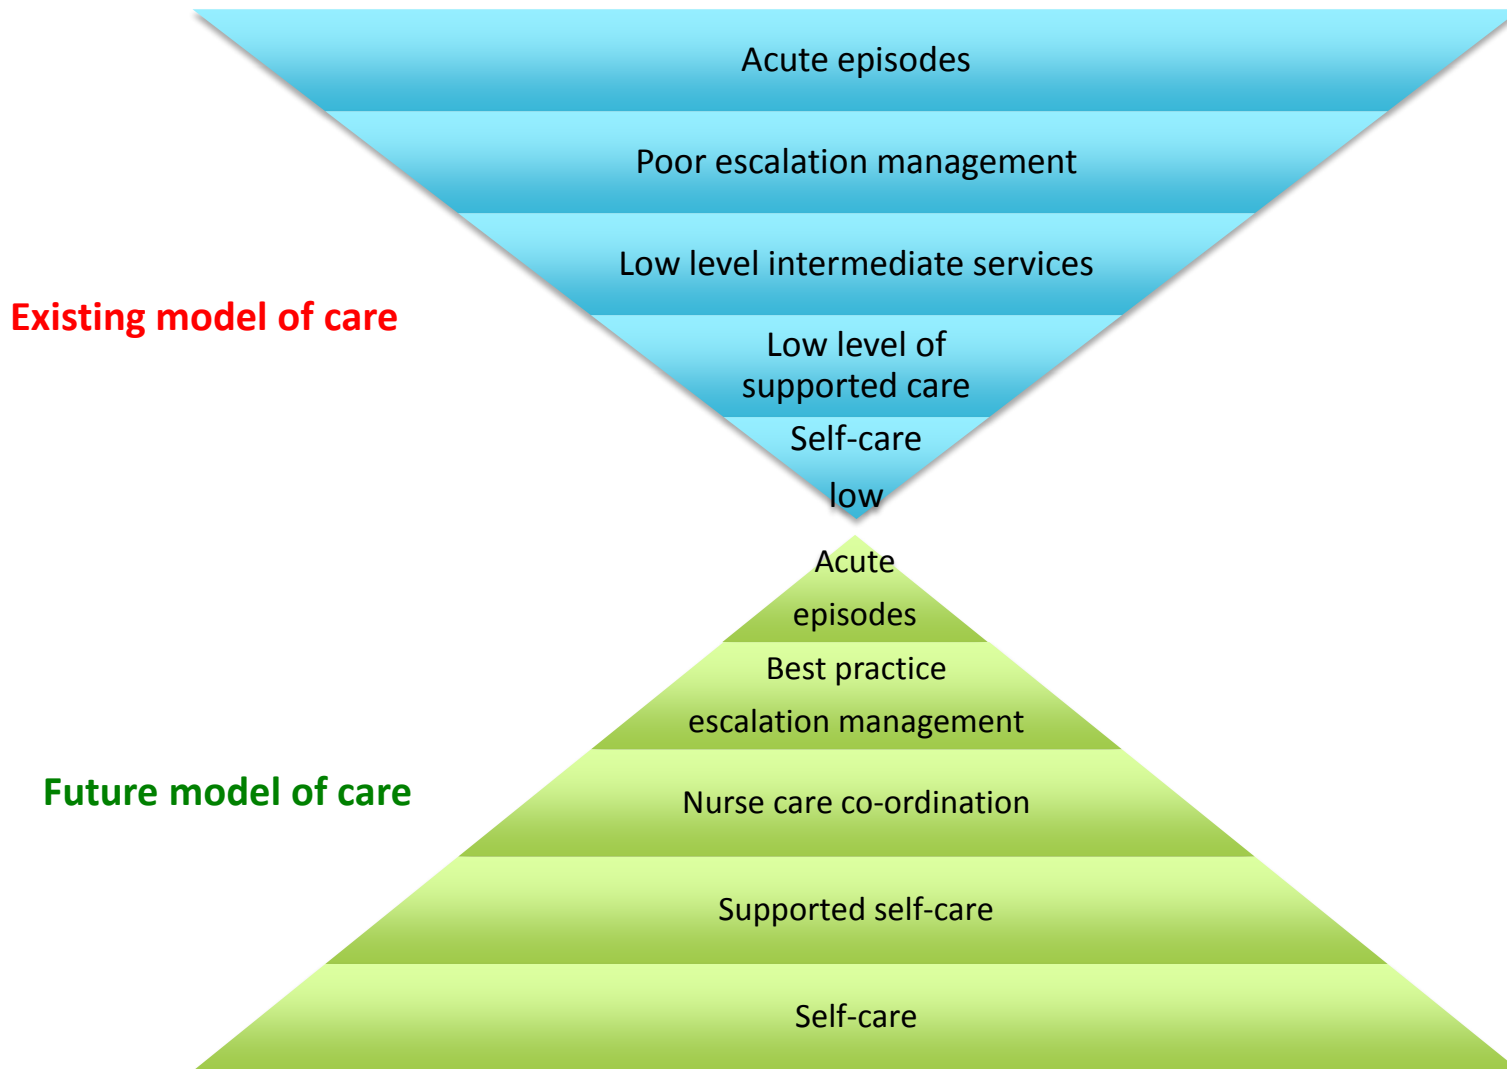 Acute episodes
Poor escalation management
Low level intermediate services
Existing model of care
Low level of
supported care
Self-care
low
Acute
episodes
Best practice
escalation management
Future model of care
Nurse care co-ordination
Supported self-care
Self-care